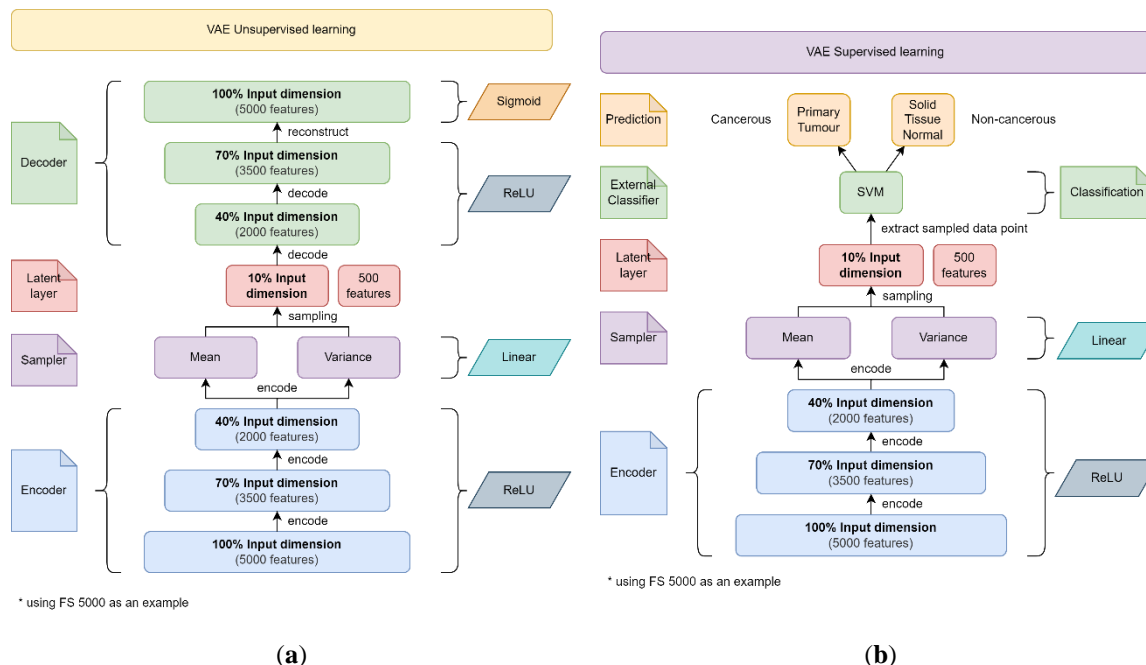 VAE Unsupervised learning
Decoder
100% Input dimension
(5000 features)
Sigmoid
reconstruct
70% Input dimension
(3500 features)
ReLU
decode
40% Input dimension
(2000 features)
decode
Latent
layer
10% Input
dimension
500
features
sampling
Sampler
Mean
Variance
Linear
encode
Encoder
40% Input dimension
(2000 features)
encode
70% Input dimension
(3500 features)
ReLU
encode
100% Input dimension
(5000 features)
* using FS 5000 as an example
(a)
VAE Supervised learning
Prediction
Cancerous
Primary
Tumour
Solid
Tissue
Normal
Non-cancerous
External
Classifier
SVM
Classification
extract sampled data point
Latent
layer
10% Input
dimension
500
features
sampling
Sampler
Mean
Variance
Linear
encode
Encoder
40% Input dimension
(2000 features)
encode
70% Input dimension
(3500 features)
ReLU
encode
100% Input dimension
(5000 features)
* using FS 5000 as an example
(b)